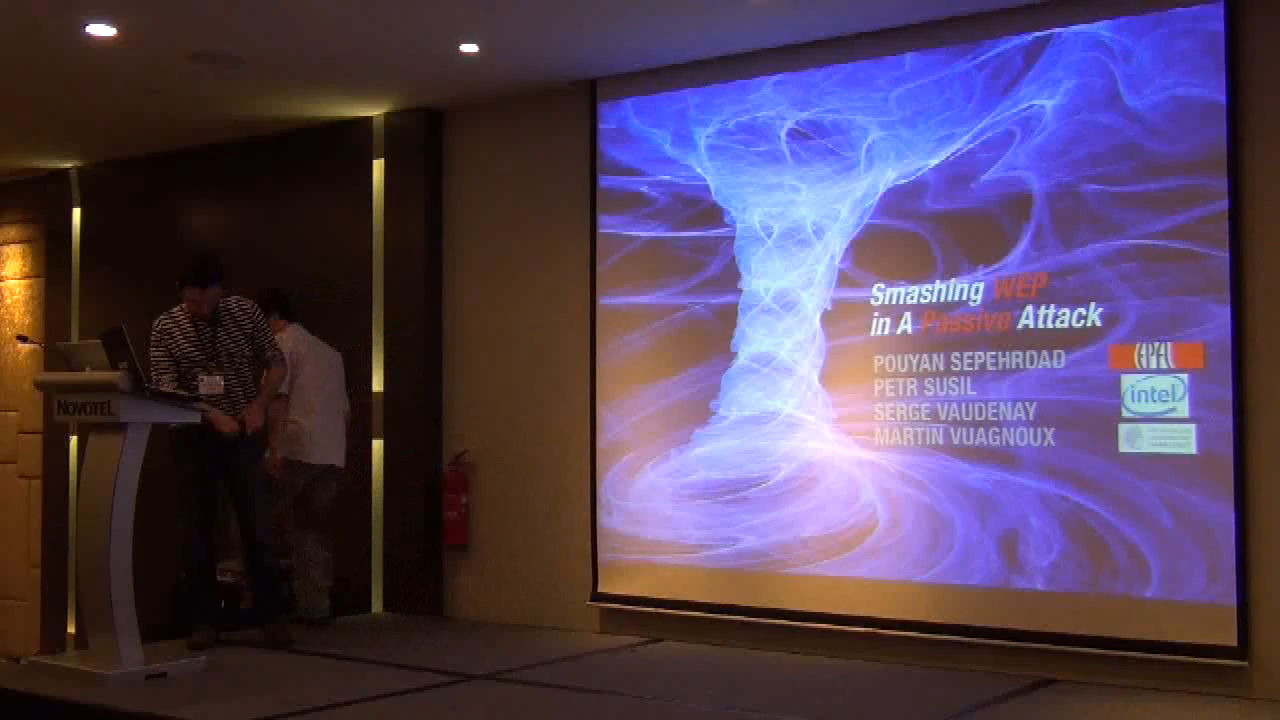 Smashing WEP
in A Passive Attack
POUYAN SEPEHRDAD
PETR SUSIL
SERGE VAUDENAY
MARTIN VUAGNOUX
EPFL
intel
NOVOTEL